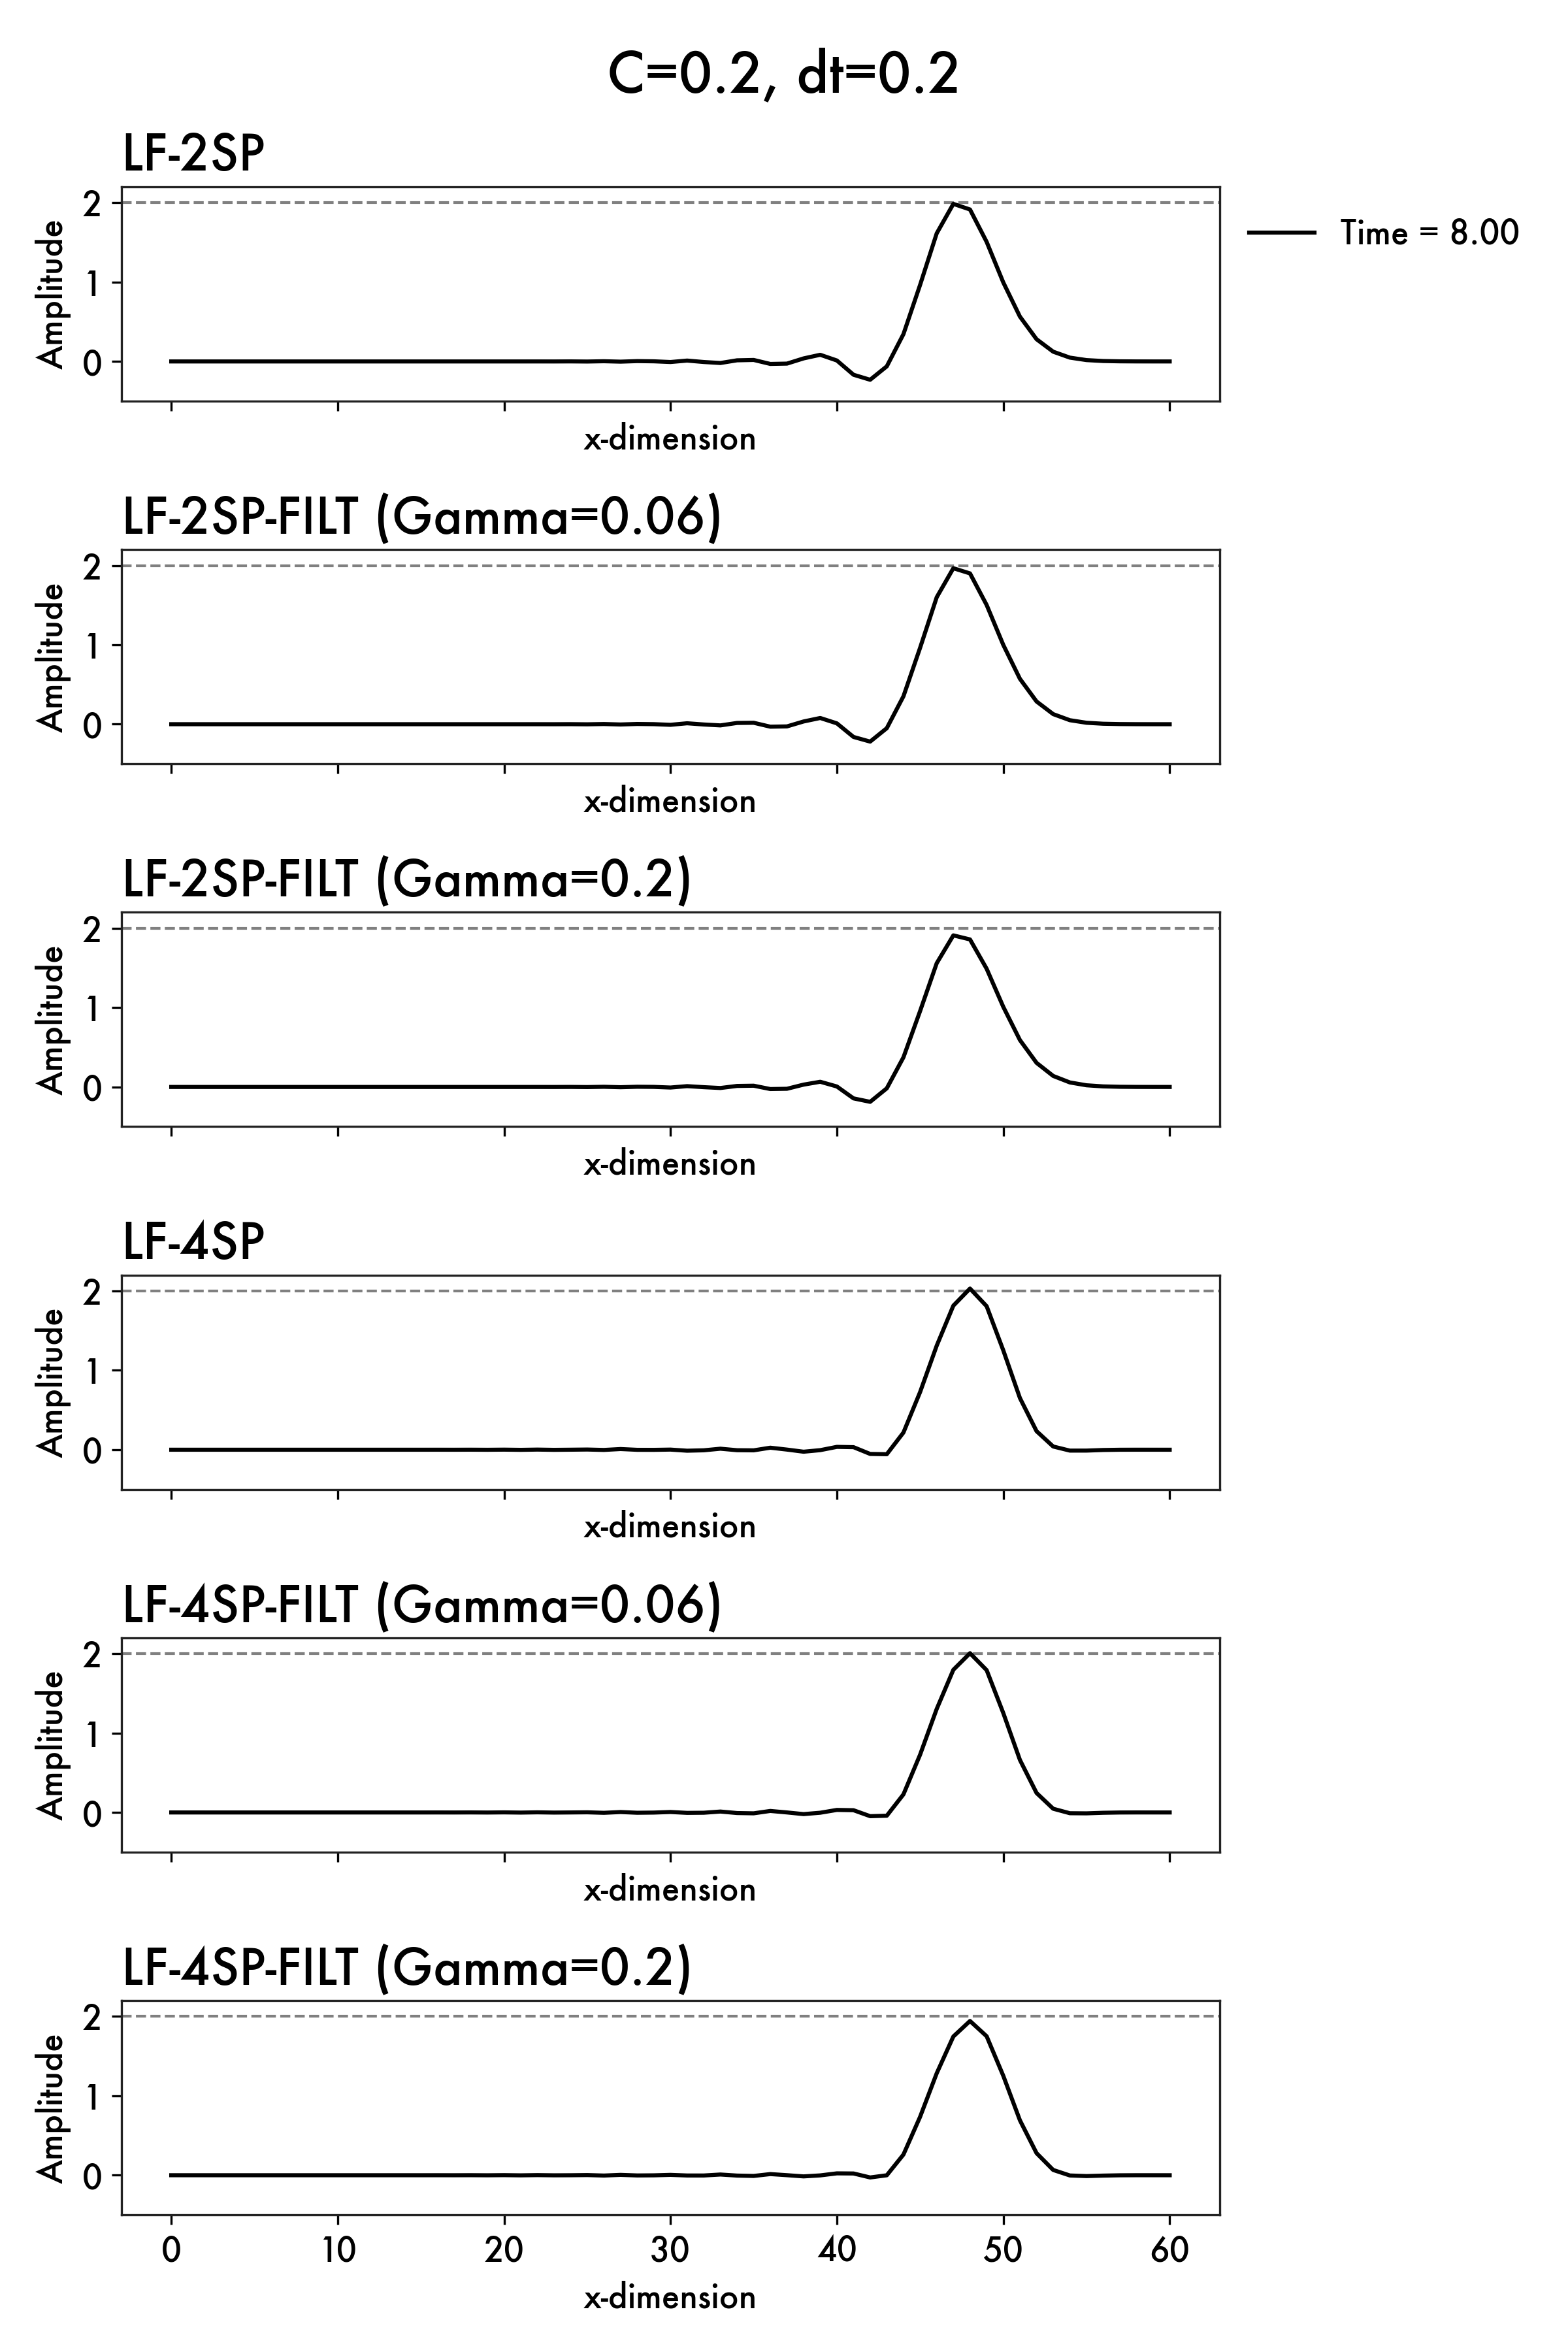 C=0.2, dt=0.2
LF-2SP
2
1
0
Amplitude
x-dimension
Time = 8.00
LF-2SP-FILT (Gamma=0.06)
2
1
0
Amplitude
x-dimension
LF-2SP-FILT (Gamma=0.2)
2
1
0
Amplitude
x-dimension
LF-4SP
2
1
0
Amplitude
x-dimension
LF-4SP-FILT (Gamma=0.06)
2
1
0
Amplitude
x-dimension
LF-4SP-FILT (Gamma=0.2)
2
1
0
Amplitude
0 10 20 30 40 50 60
x-dimension